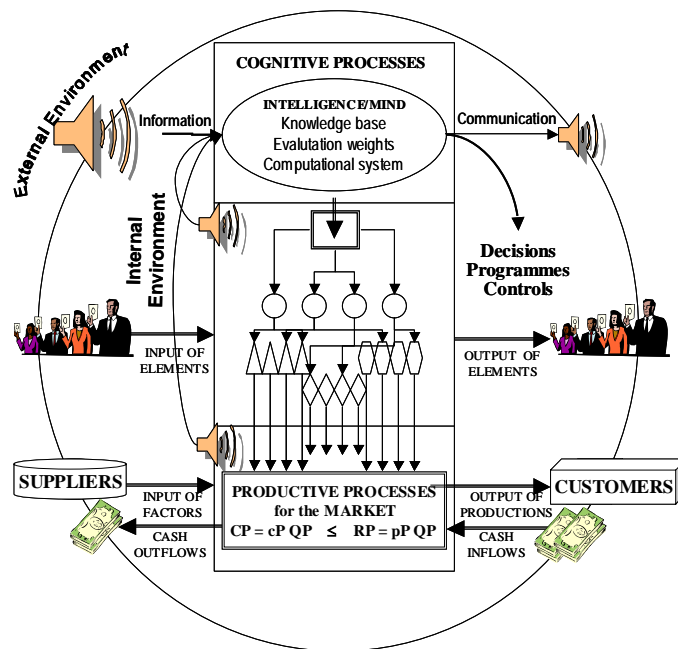 External Environment
COGNITIVE PROCESSES
Information
INTELLIGENCE/MIND
Knowledge base
Evalutation weights
Computational system
Communication
Internal
Environment
Decisions
Programmes
Controls
INPUT OF
ELEMENTS
OUTPUT OF
ELEMENTS
SUPPLIERS
INPUT OF
FACTORS
CASH
OUTFLOWS
PRODUCTIVE PROCESSES
for the MARKET
CP = cP QP ≤ RP = pP QP
OUTPUT OF
PRODUCTIONS
CASH
INFLOWS
CUSTOMERS